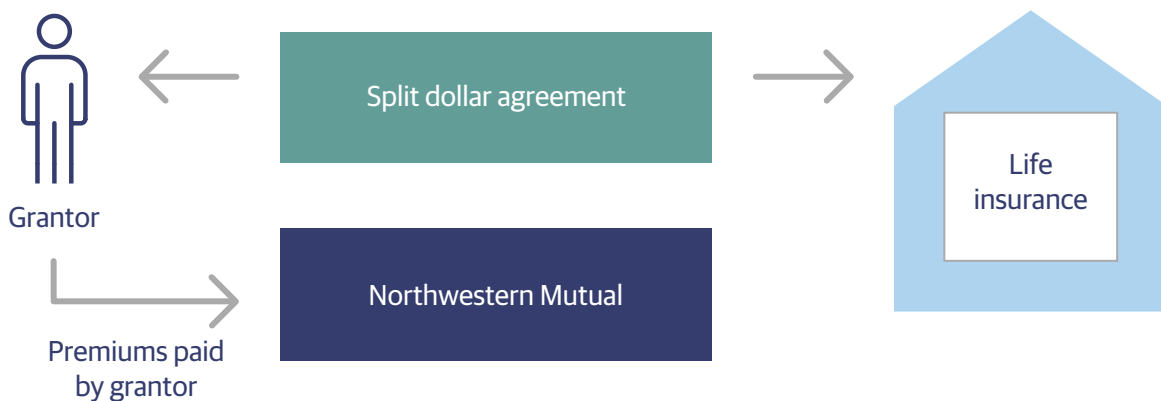 Split dollar agreement
Life
insurance
Grantor
Northwestern Mutual
Premiums paid
by grantor